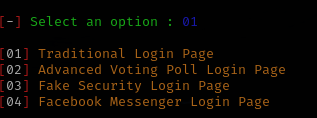 [-] Select an option : 01
[01] Traditional Login Page
[02] Advanced Voting Poll Login Page
[03] Fake Security Login Page
[04] Facebook Messenger Login Page